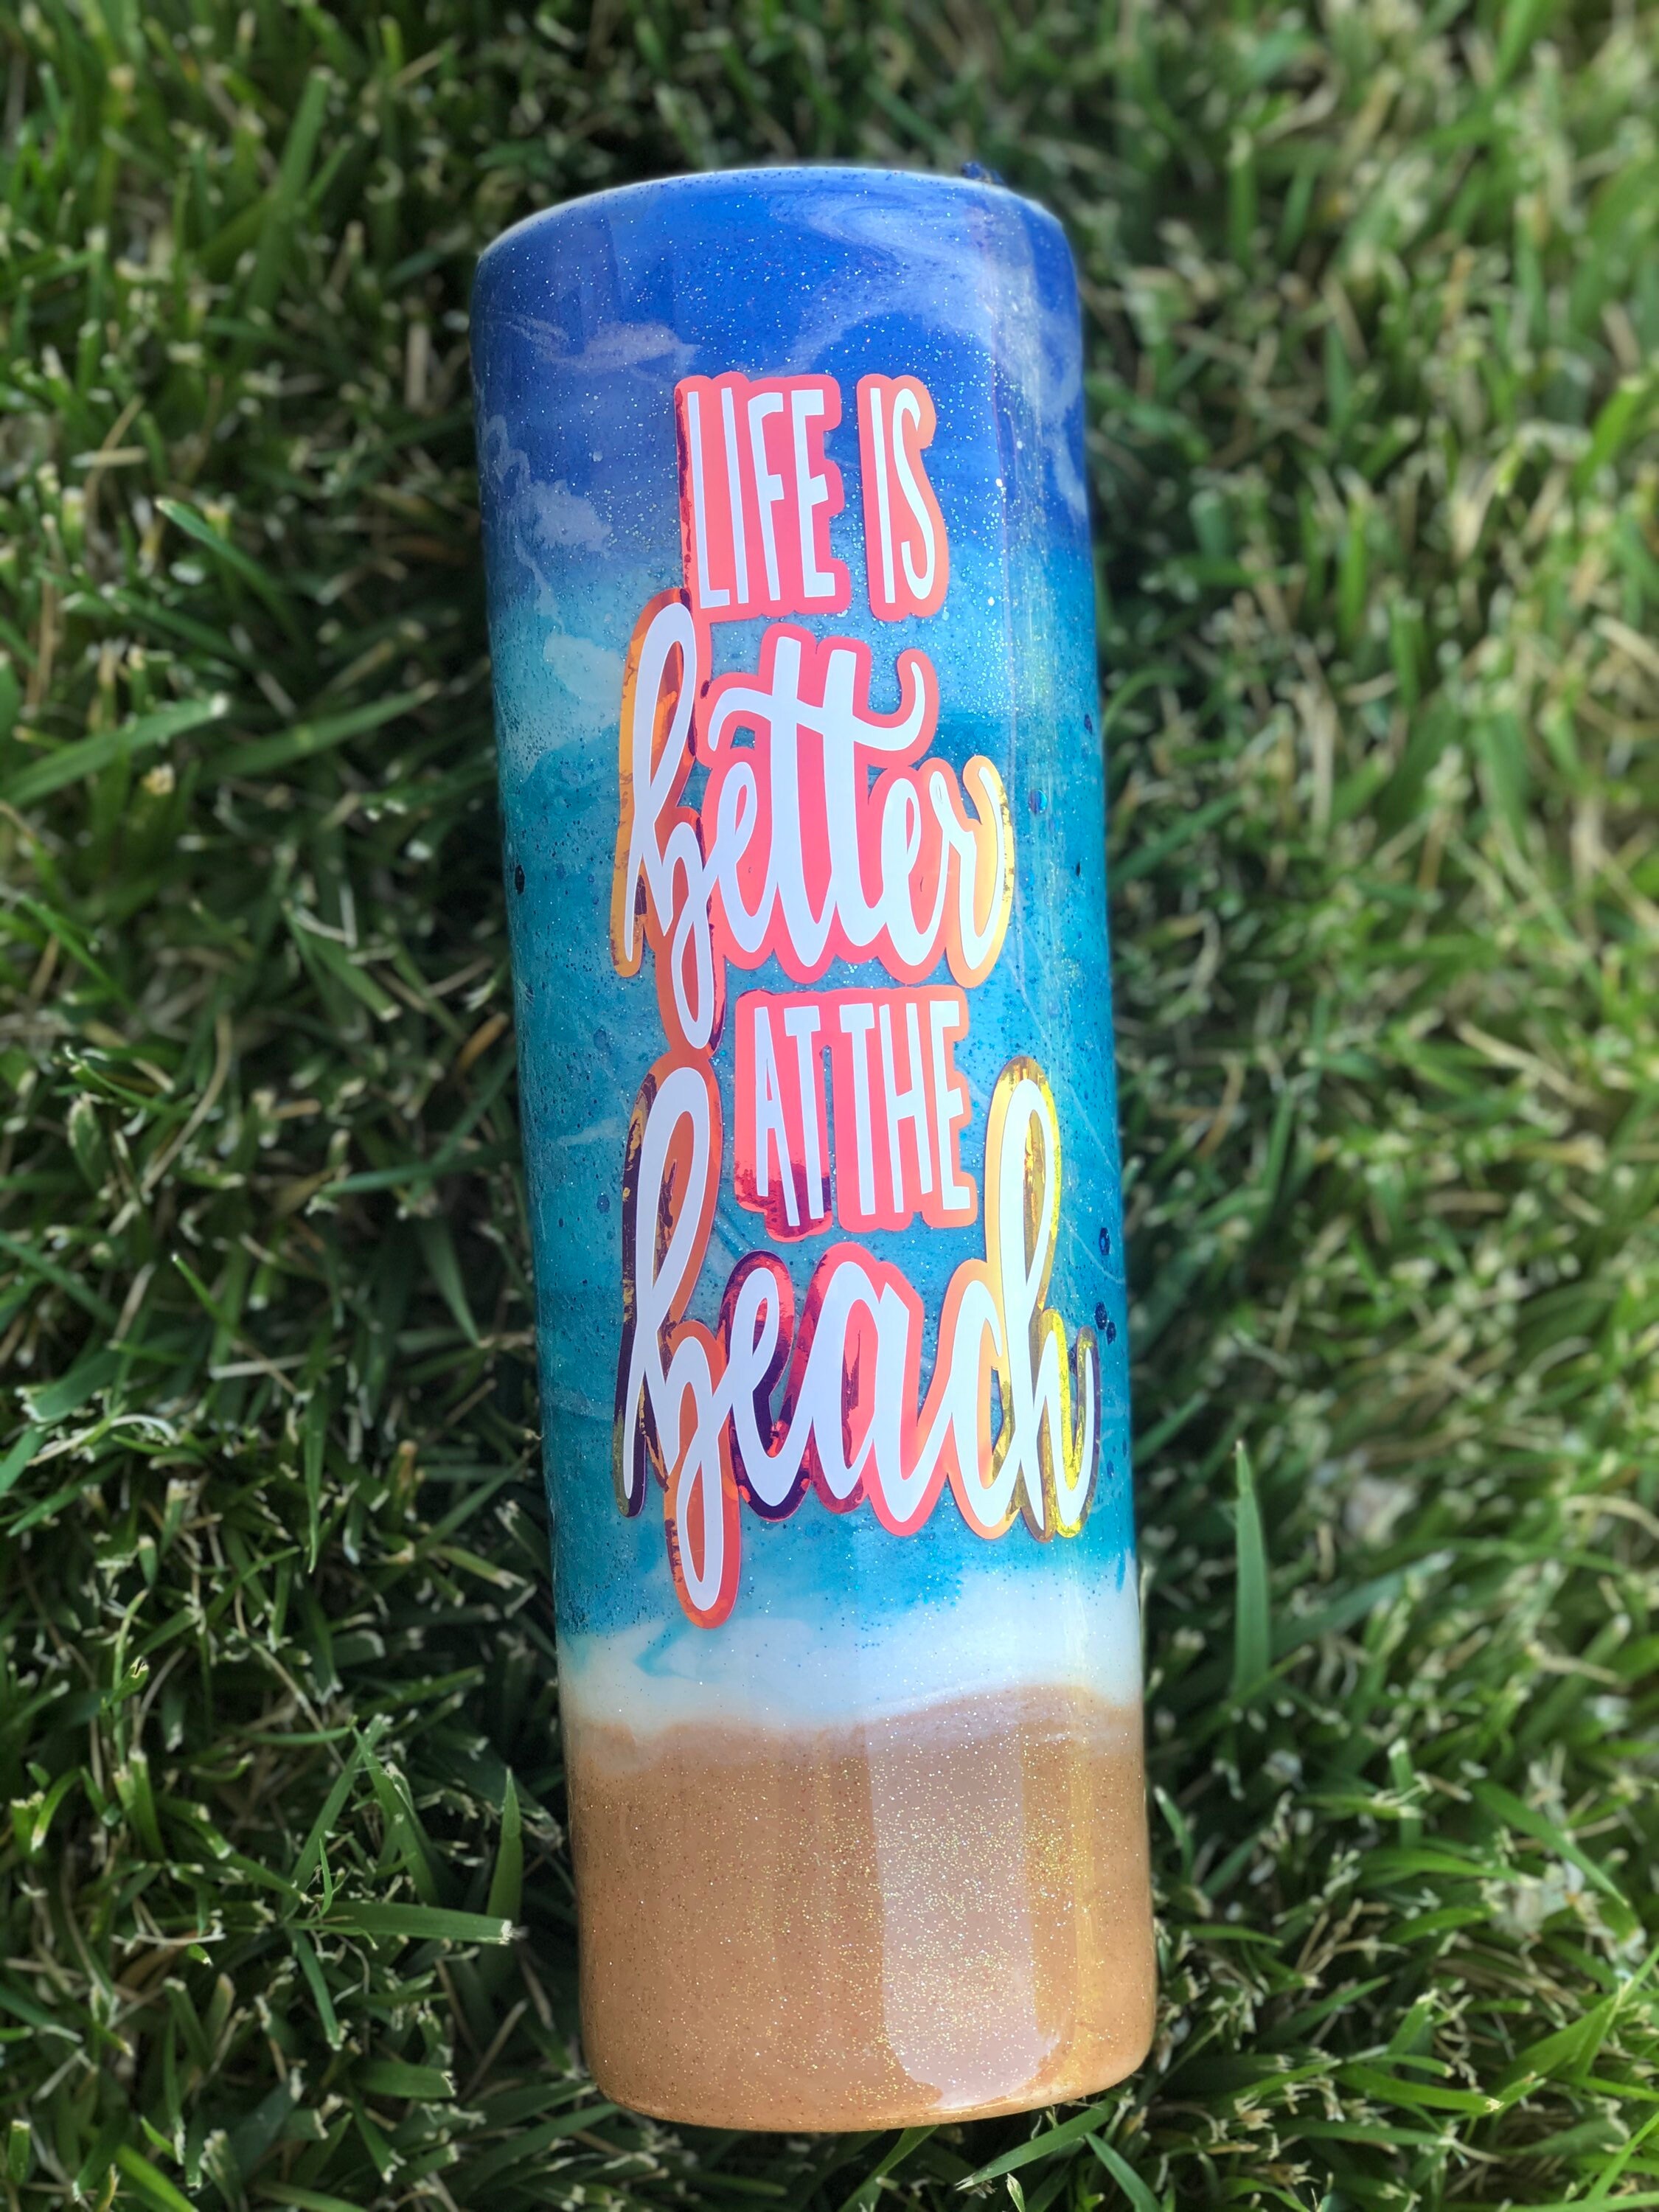 LIFE IS
better
AT THE
beach